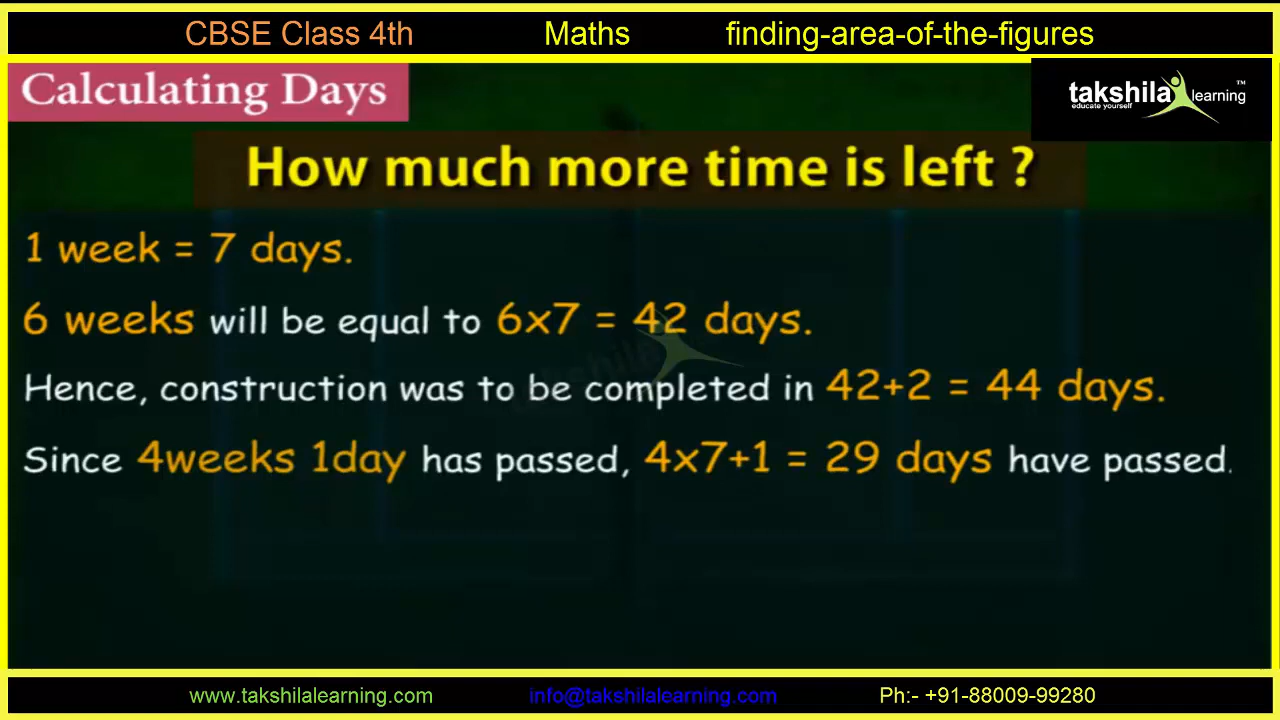 CBSE Class 4th Maths finding-area-of-the-figures
Calculating Days
takshila learning ™
educate yourself
How much more time is left ?
1 week = 7 days.
6 weeks will be equal to 6x7 = 42 days.
takshila
Hence, construction was to be completed in 42+2 = 44 days.
Since 4weeks 1day has passed, 4x7+1 = 29 days have passed.
www.takshilalearning.com info@takshilalearning.com Ph:- +91-88009-99280